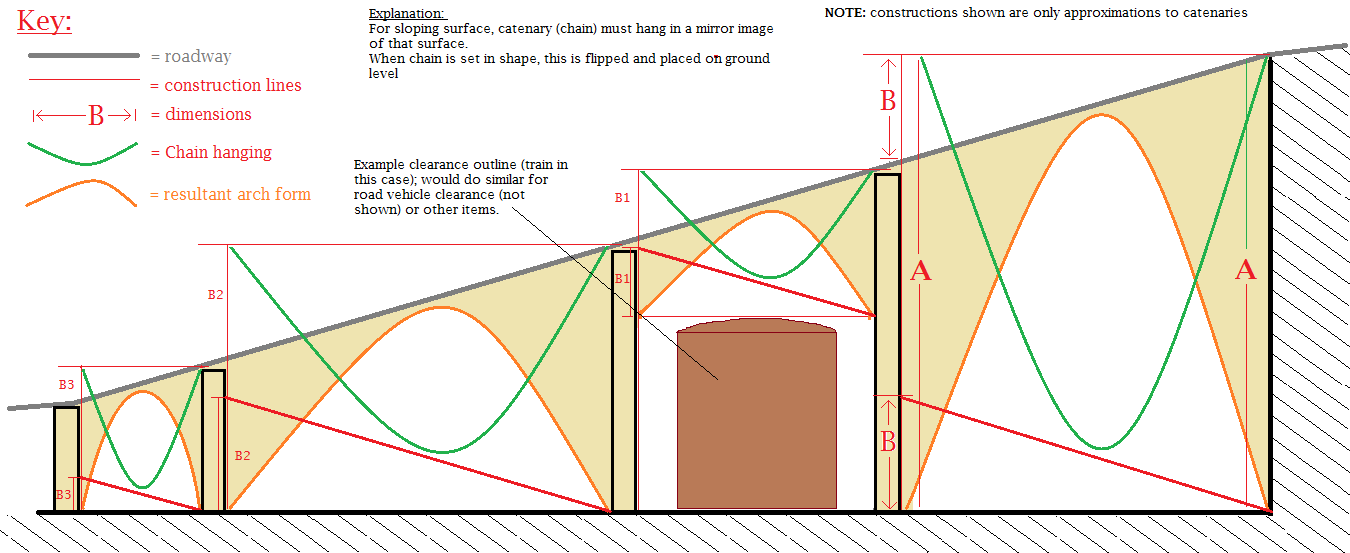 Key:
= roadway
= construction lines
B = dimensions
= Chain hanging
= resultant arch form
Explanation:
For sloping surface, catenary (chain) must hang in a mirror image
of that surface.
When chain is set in shape, this is flipped and placed on ground
level
NOTE: constructions shown are only approximations to catenaries
Example clearance outline (train in
this case); would do similar for
road vehicle clearance (not
shown) or other items.
B3
B3
B2
B2
B1
B1
B
B
A
A